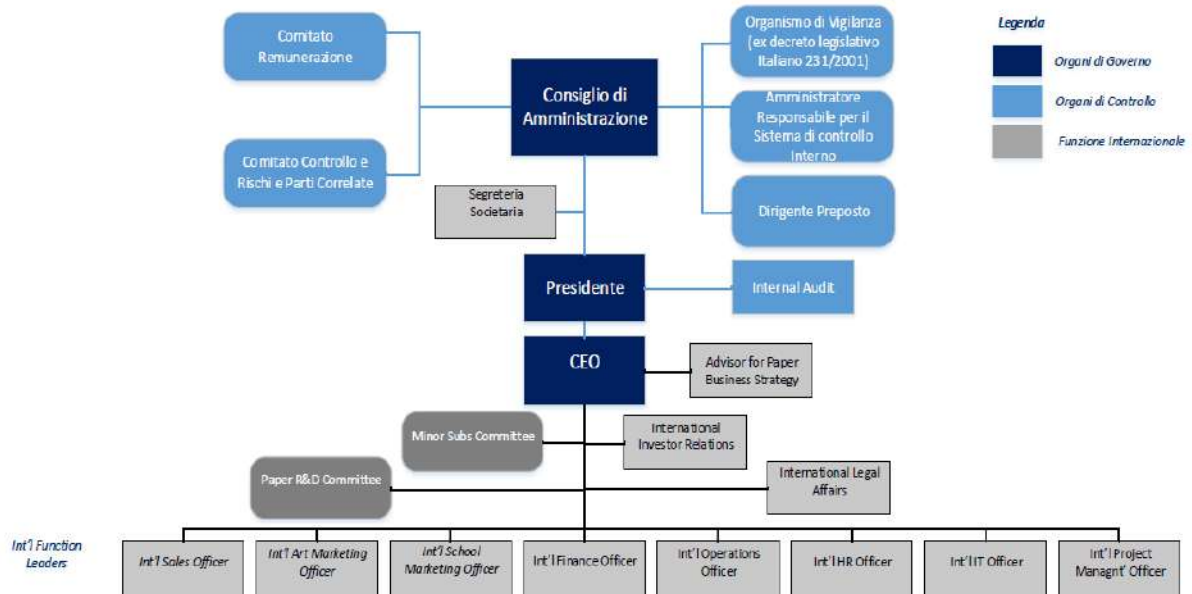 Comitato
Remunerazione
Consiglio di
Amministrazione
Organismo di Vigilanza
(ex decreto legislativo
Italiano 231/2001)
Legenda
Organi di Governo
Organi di Controllo
Funzione Internazionale
Amministratore
Responsabile per il
Sistema di controllo
Interno
Comitato Controllo e
Rischi e Parti Correlate
Segreteria
Societaria
Dirigente Preposto
Presidente
Internal Audit
CEO
Advisor for Paper
Business Strategy
Minor Subs Committee
International
Investor Relations
Paper R&D Committee
International Legal
Affairs
Int'l Function
Leaders
Int'l Sales Officer
Int'l Art Marketing
Officer
Int'l School
Marketing Officer
Int'l Finance Officer
Int'l Operations
Officer
Int'l HR Officer
Int'l IT Officer
Int'l Project
Managnt' Officer